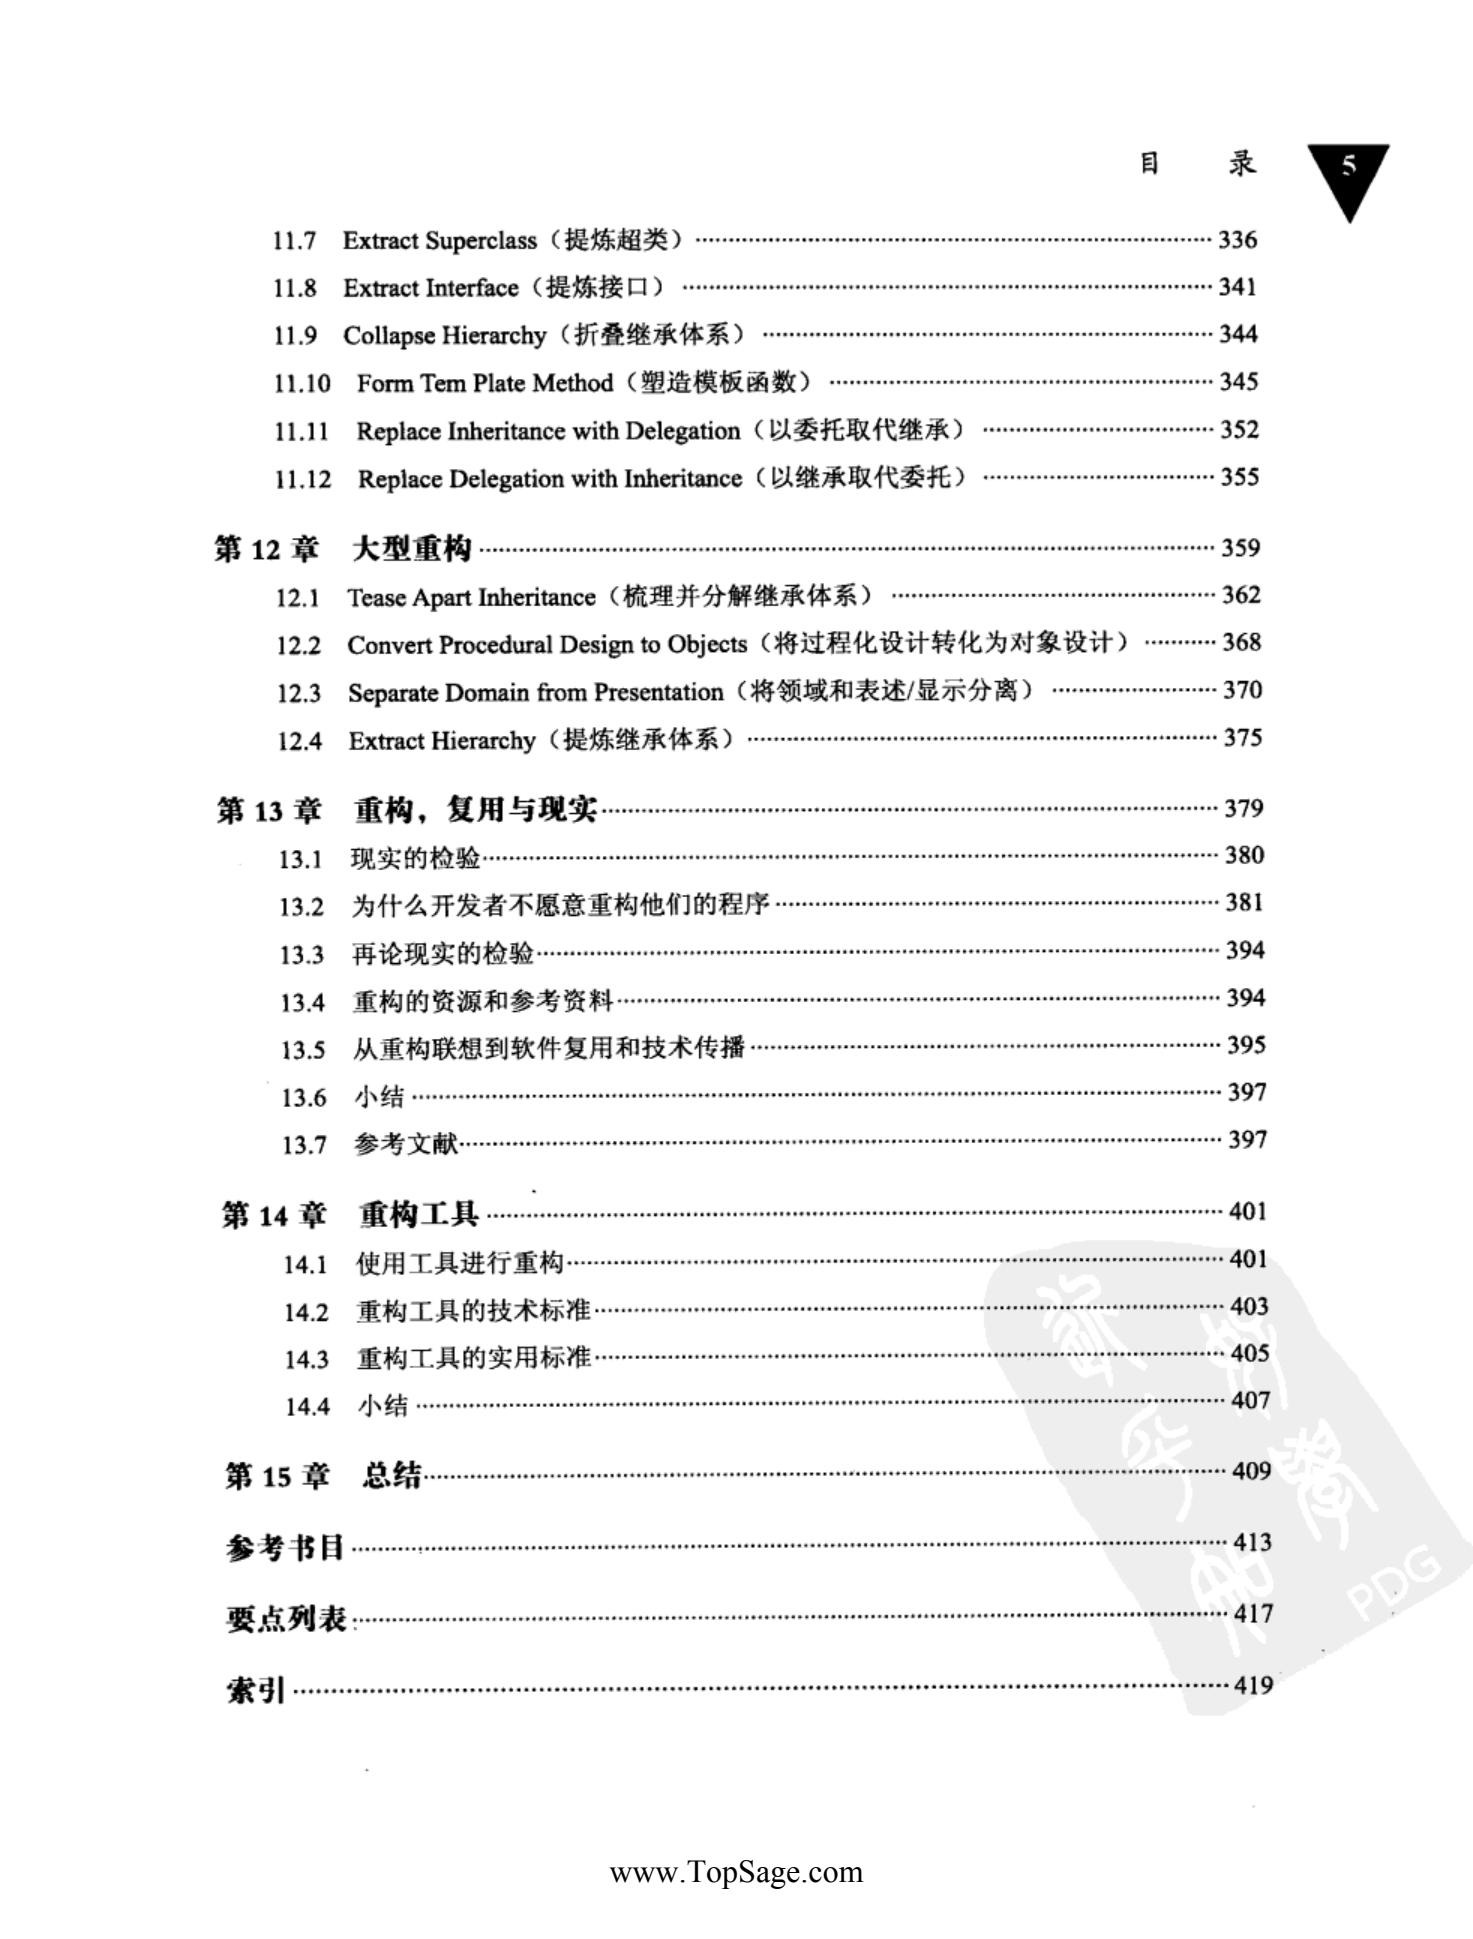 目 录 5
11.7 Extract Superclass（提炼超类）……336
11.8 Extract Interface（提炼接口）……341
11.9 Collapse Hierarchy（折叠继承体系）……344
11.10 Form Tem Plate Method（塑造模板函数）……345
11.11 Replace Inheritance with Delegation（以委托取代继承）……352
11.12 Replace Delegation with Inheritance（以继承取代委托）……355
第 12 章 大型重构……359
12.1 Tease Apart Inheritance（梳理并分解继承体系）……362
12.2 Convert Procedural Design to Objects（将过程化设计转化为对象设计）……368
12.3 Separate Domain from Presentation（将领域和表述/显示分离）……370
12.4 Extract Hierarchy（提炼继承体系）……375
第 13 章 重构，复用与现实……379
13.1 现实的检验……380
13.2 为什么开发者不愿意重构他们的程序……381
13.3 再论现实的检验……394
13.4 重构的资源和参考资料……394
13.5 从重构联想到软件复用和技术传播……395
13.6 小结……397
13.7 参考文献……397
第 14 章 重构工具……401
14.1 使用工具进行重构……401
14.2 重构工具的技术标准……403
14.3 重构工具的实用标准……405
14.4 小结……407
第 15 章 总结……409
参考书目……413
要点列表……417
索引……419
PDG
www.TopSage.com